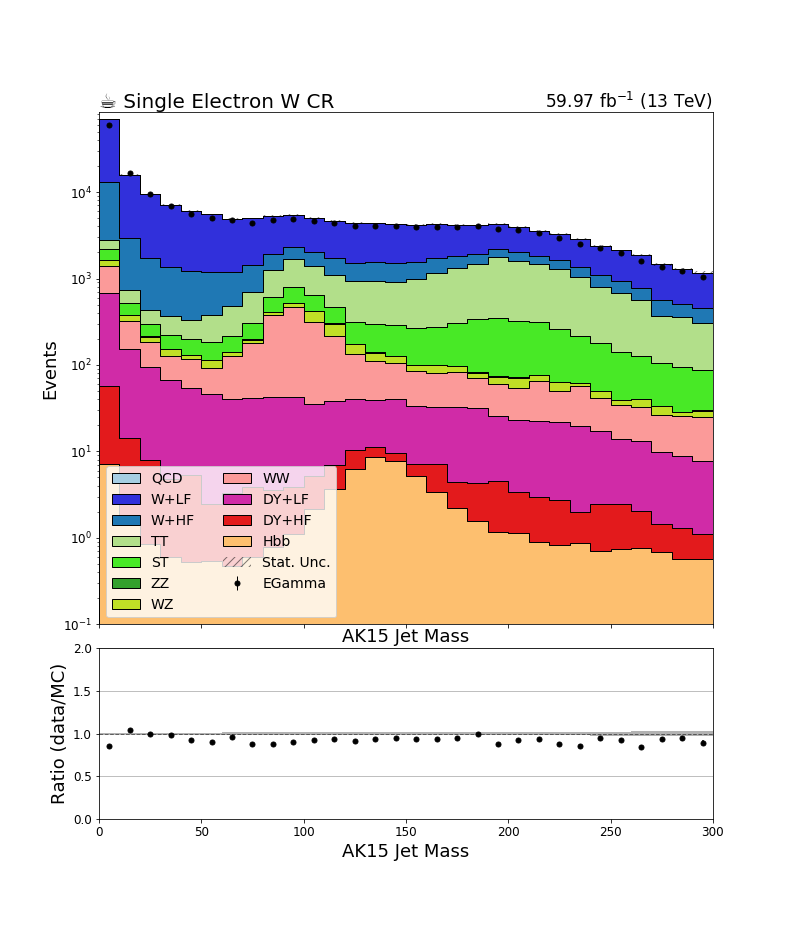 ☕ Single Electron W CR
59.97 fb⁻¹ (13 TeV)
Events
10⁴
10³
10²
10¹
10⁰
10⁻¹
QCD
W+LF
W+HF
TT
ST
ZZ
WZ
WW
DY+LF
DY+HF
Hbb
Stat. Unc.
EGamma
AK15 Jet Mass
Ratio (data/MC)
2.0
1.5
1.0
0.5
0.0
0 50 100 150 200 250 300
AK15 Jet Mass